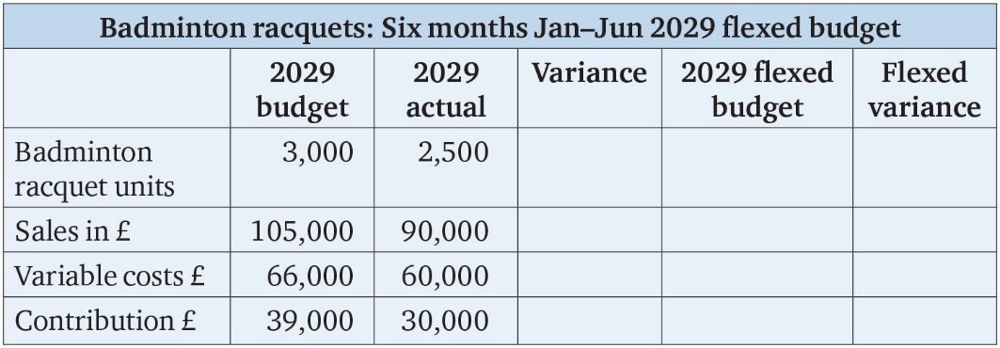 Badminton racquets: Six months Jan–Jun 2029 flexed budget
2029 budget 2029 actual Variance 2029 flexed budget Flexed variance
Badminton racquet units 3,000 2,500
Sales in £ 105,000 90,000
Variable costs £ 66,000 60,000
Contribution £ 39,000 30,000